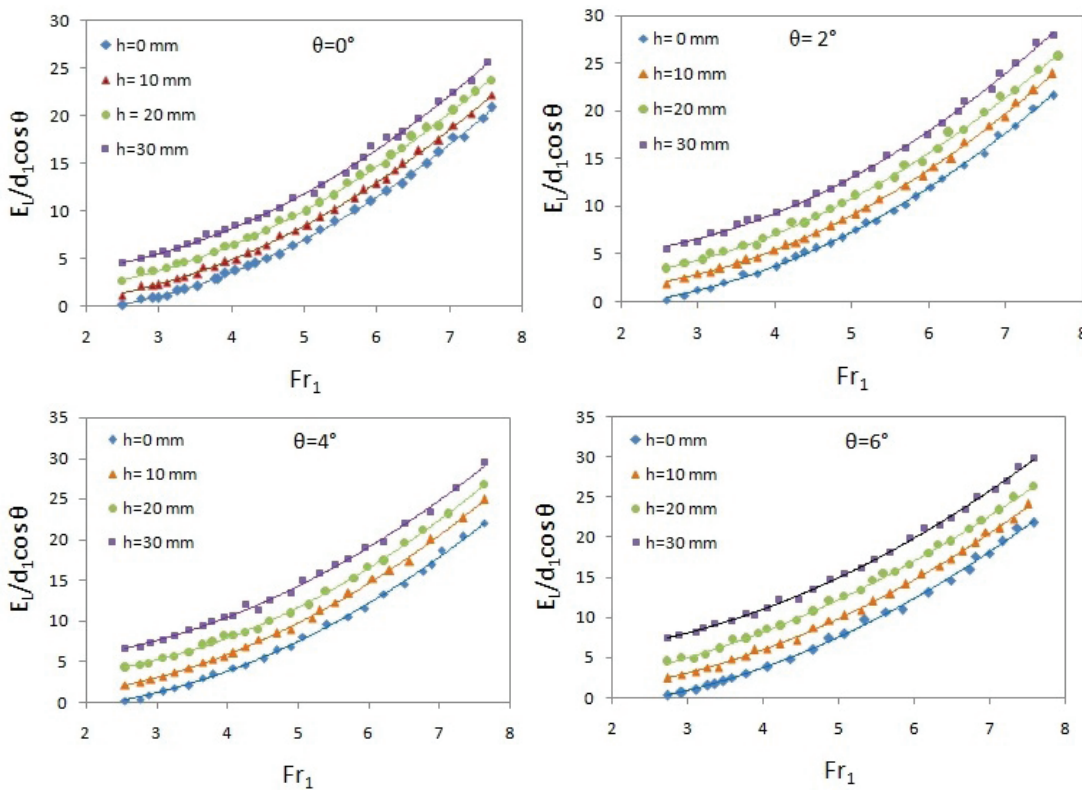 30
25
20
15
10
5
0
E_L/d_1cosθ
h=0 mm
h= 10 mm
h = 20 mm
h=30 mm
θ=0°
2 3 4 5 6 7 8
Fr_1
30
25
20
15
10
5
0
E_L/d_1cosθ
h= 0 mm
h=10 mm
h=20 mm
h= 30 mm
θ= 2°
2 3 4 5 6 7 8
Fr_1
35
30
25
20
15
10
5
0
E_L/d_1cosθ
h=0 mm
h= 10 mm
h=20 mm
h=30 mm
θ=4°
2 3 4 5 6 7 8
Fr_1
35
30
25
20
15
10
5
0
E_L/d_1cosθ
h=0 mm
h=10 mm
h=20 mm
h=30 mm
θ=6°
2 3 4 5 6 7 8
Fr_1